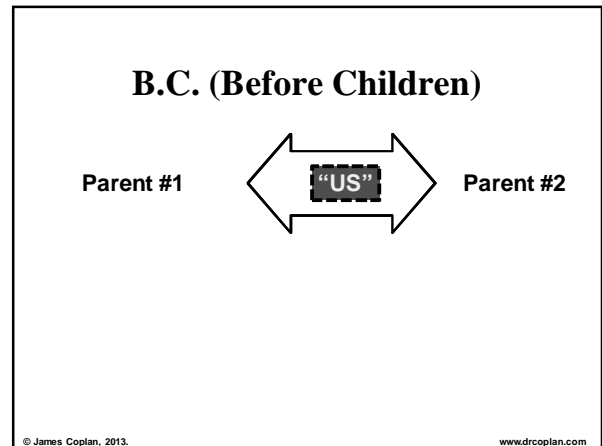 B.C. (Before Children)
Parent #1 “US” Parent #2
© James Coplan, 2013. www.drcoplan.com